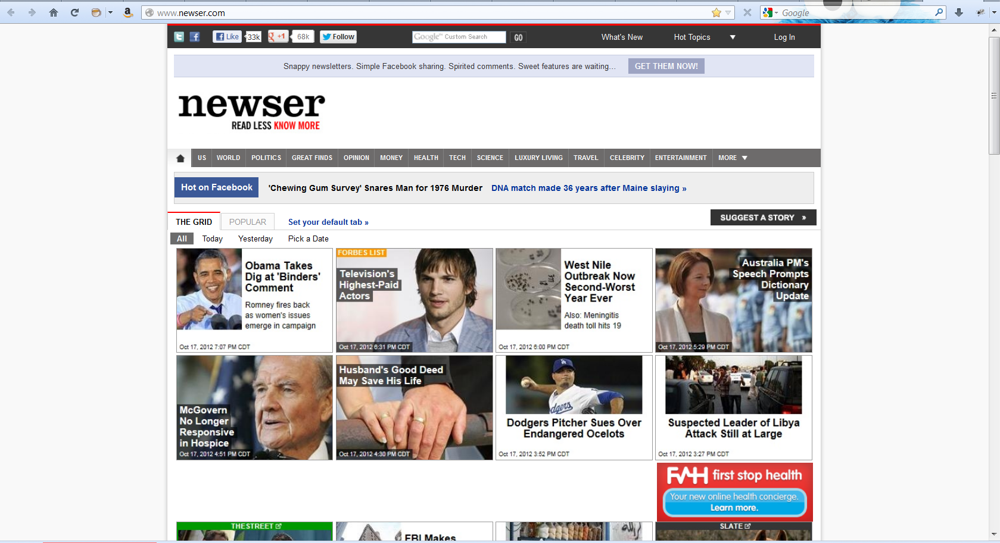 www.newser.com
Google
Like
33k
+1
68k
Follow
Google™ Custom Search
GO
What's New
Hot Topics
Log In
Snappy newsletters. Simple Facebook sharing. Spirited comments. Sweet features are waiting...
GET THEM NOW!
newser
READ LESS KNOW MORE
US
WORLD
POLITICS
GREAT FINDS
OPINION
MONEY
HEALTH
TECH
SCIENCE
LUXURY LIVING
TRAVEL
CELEBRITY
ENTERTAINMENT
MORE
Hot on Facebook
'Chewing Gum Survey' Snares Man for 1976 Murder
DNA match made 36 years after Maine slaying »
THE GRID
POPULAR
Set your default tab »
SUGGEST A STORY »
All
Today
Yesterday
Pick a Date
Obama Takes
Dig at 'Binders'
Comment
Romney fires back
as women's issues
emerge in campaign
Oct 17, 2012 7:07 PM CDT
FORBES LIST
Television's
Highest-Paid
Actors
Oct 17, 2012 6:31 PM CDT
West Nile
Outbreak Now
Second-Worst
Year Ever
Also: Meningitis
death toll hits 19
Oct 17, 2012 6:00 PM CDT
Australia PM's
Speech Prompts
Dictionary
Update
Oct 17, 2012 5:29 PM CDT
McGovern
No Longer
Responsive
in Hospice
Oct 17, 2012 4:51 PM CDT
Husband's Good Deed
May Save His Life
Oct 17, 2012 4:30 PM CDT
Dodgers Pitcher Sues Over
Endangered Ocelots
Oct 17, 2012 3:52 PM CDT
Suspected Leader of Libya
Attack Still at Large
Oct 17, 2012 3:27 PM CDT
first stop health
Your new online health concierge.
Learn more.
THESTREET
FBI Makes
SLATE